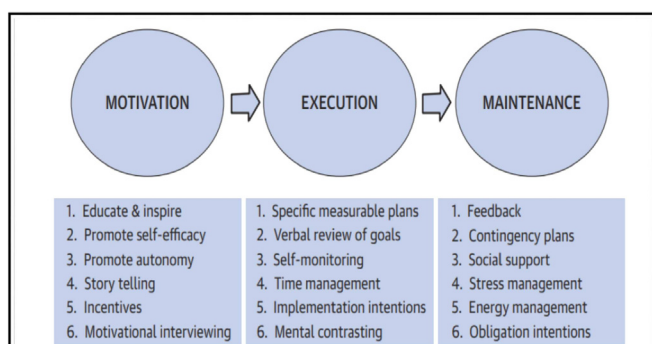 MOTIVATION
EXECUTION
MAINTENANCE
1. Educate & inspire
2. Promote self-efficacy
3. Promote autonomy
4. Story telling
5. Incentives
6. Motivational interviewing
1. Specific measurable plans
2. Verbal review of goals
3. Self-monitoring
4. Time management
5. Implementation intentions
6. Mental contrasting
1. Feedback
2. Contingency plans
3. Social support
4. Stress management
5. Energy management
6. Obligation intentions